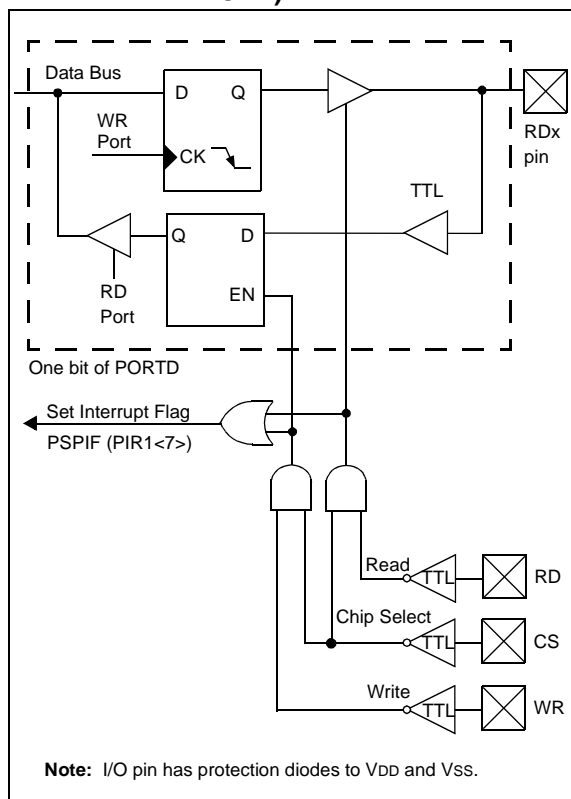 Data Bus
D Q
WR
Port
CK
RDx
pin
TTL
Q D
EN
RD
Port
One bit of PORTD
Set Interrupt Flag
PSPIF (PIR1<7>)
Read
TTL
RD
Chip Select
TTL
CS
Write
TTL
WR
Note: I/O pin has protection diodes to VDD and VSS.